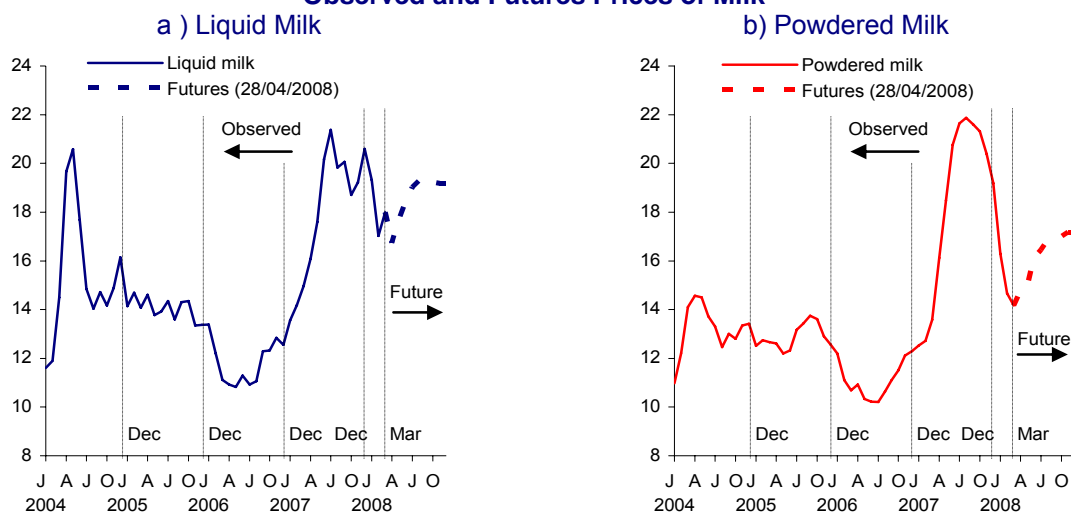 Observed and Futures Prices of Milk
a ) Liquid Milk
Liquid milk
Futures (28/04/2008)
24
22
20
18
16
14
12
10
8
Observed
Future
Dec
Dec
Dec
Dec
Mar
J A J O J A J O J A J O J A J O J A J O
2004 2005 2006 2007 2008
b) Powdered Milk
Powdered milk
Futures (28/04/2008)
24
22
20
18
16
14
12
10
8
Observed
Future
Dec
Dec
Dec
Dec
Mar
J A J O J A J O J A J O J A J O J A J O
2004 2005 2006 2007 2008